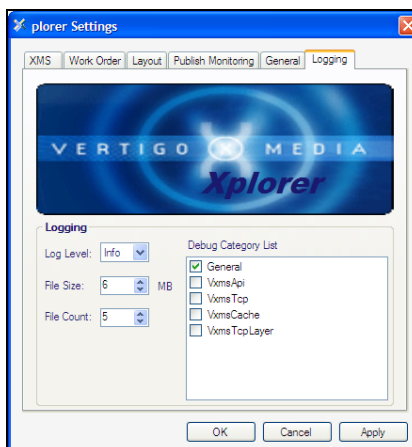 plorer Settings
XMS Work Order Layout Publish Monitoring General Logging
VERTIGO X MEDIA
Xplorer
Logging
Log Level: Info
File Size: 6 MB
File Count: 5
Debug Category List
General
VxmsApi
VxmsTcp
VxmsCache
VxmsTcpLayer
OK Cancel Apply